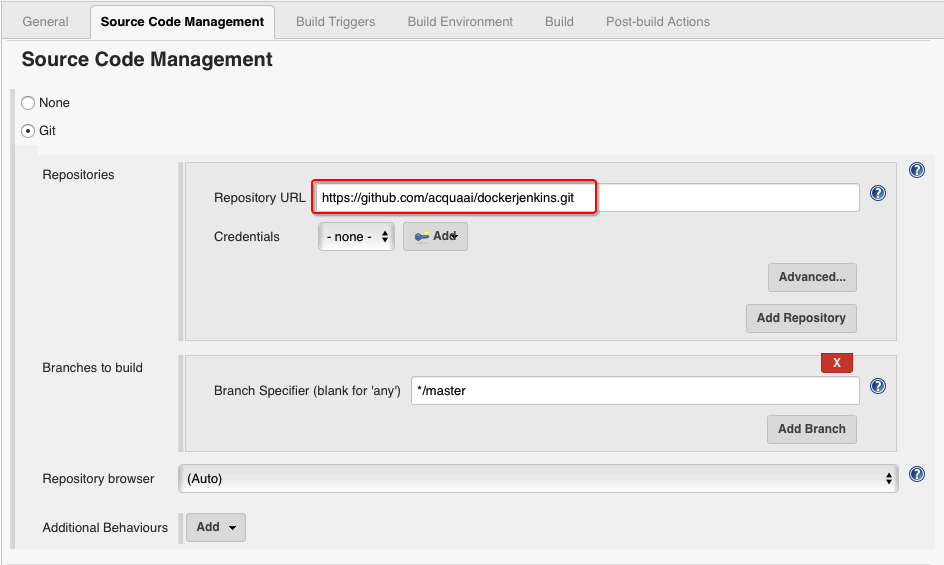 General Source Code Management Build Triggers Build Environment Build Post-build Actions
Source Code Management
None
Git
Repositories
Repository URL https://github.com/acquaai/dockerjenkins.git
Credentials - none - Add
Advanced...
Add Repository
Branches to build
X
Branch Specifier (blank for 'any') */master
Add Branch
Repository browser (Auto)
Additional Behaviours Add